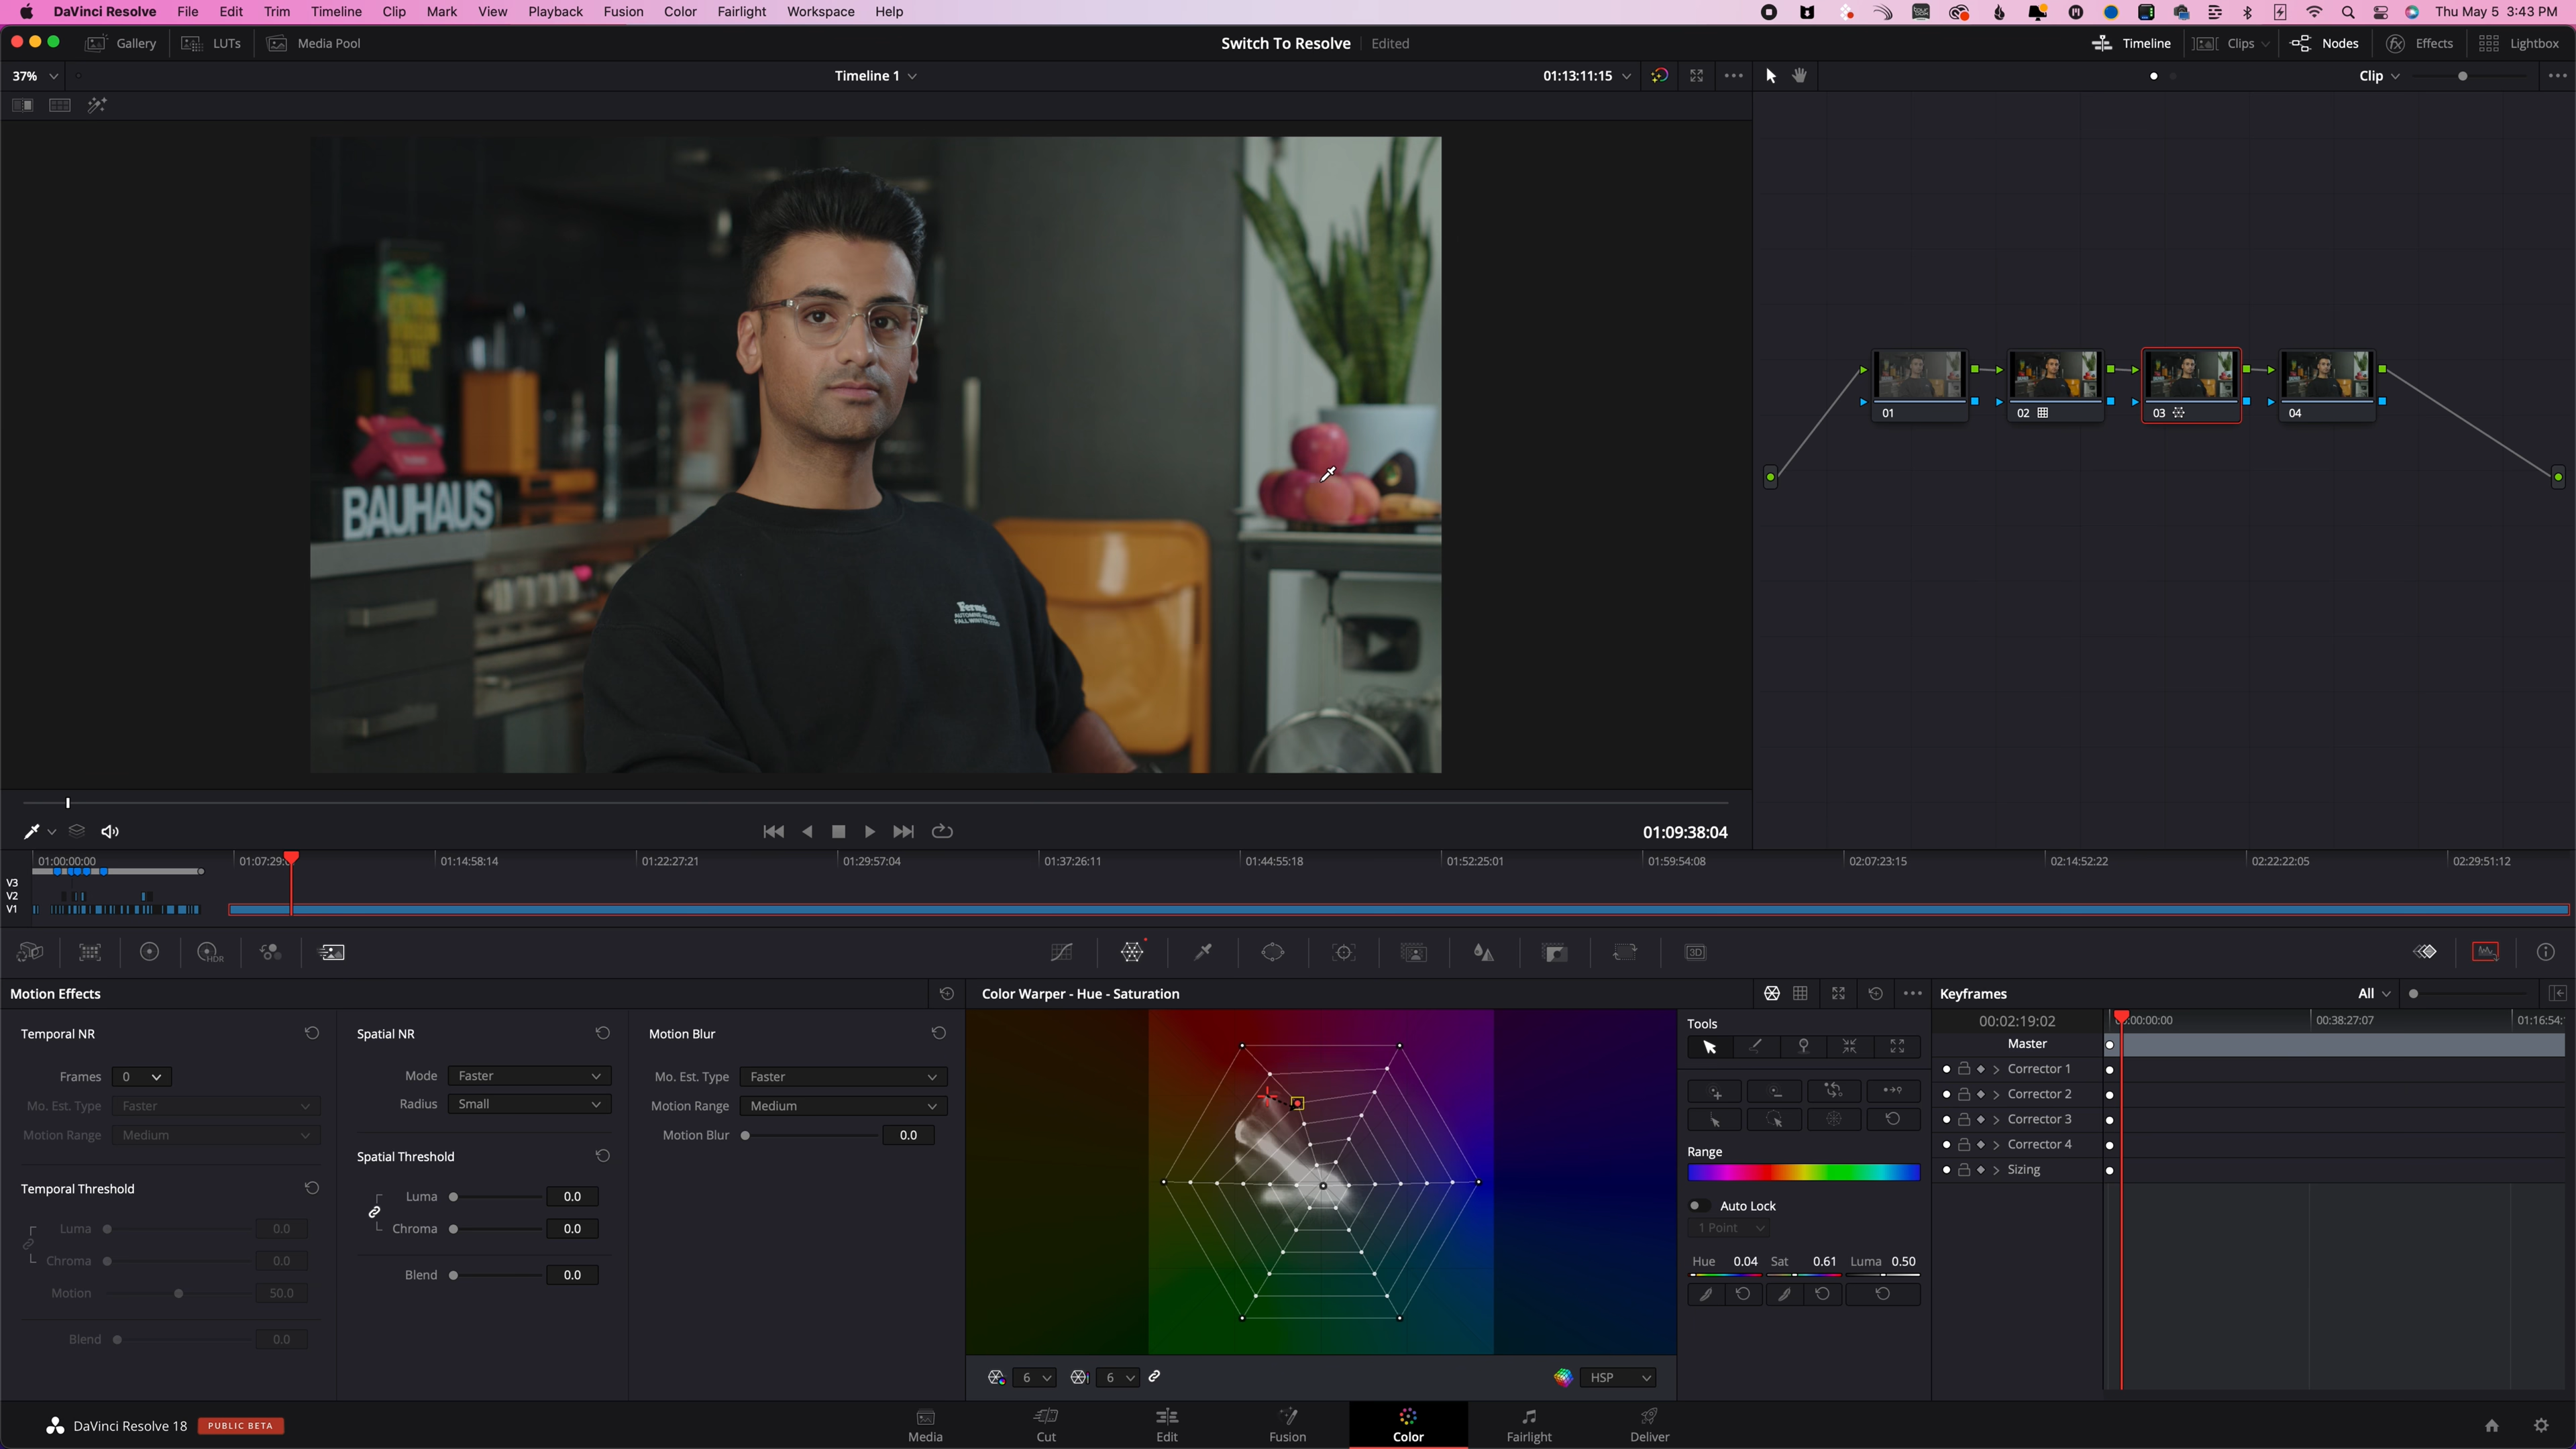 DaVinci Resolve File Edit Trim Timeline Clip Mark View Playback Fusion Color Fairlight Workspace Help Thu May 5 3:43 PM
Gallery LUTs Media Pool Switch To Resolve Edited Timeline Clips Nodes Effects Lightbox
37% Timeline 1 01:13:11:15 Clip
BAUHAUS
01 02 03 04
01:09:38:04
01:00:00:00 01:07:29:0 01:14:58:14 01:22:27:21 01:29:57:04 01:37:26:11 01:44:55:18 01:52:25:01 01:59:54:08 02:07:23:15 02:14:52:22 02:22:22:05 02:29:51:12
V3
V2
V1
HDR 3D
Motion Effects
Temporal NR
Frames 0
Mo. Est. Type Faster
Motion Range Medium
Temporal Threshold
Luma 0.0
Chroma 0.0
Motion 50.0
Blend 0.0
Spatial NR
Mode Faster
Radius Small
Spatial Threshold
Luma 0.0
Chroma 0.0
Blend 0.0
Motion Blur
Mo. Est. Type Faster
Motion Range Medium
Motion Blur 0.0
Color Warper - Hue - Saturation
6 6 HSP
Tools
Range
Auto Lock
1 Point
Hue 0.04 Sat 0.61 Luma 0.50
Keyframes All
00:02:19:02 00:00:00 00:38:27:07 01:16:54:
Master
Corrector 1
Corrector 2
Corrector 3
Corrector 4
Sizing
DaVinci Resolve 18 PUBLIC BETA Media Cut Edit Fusion Color Fairlight Deliver